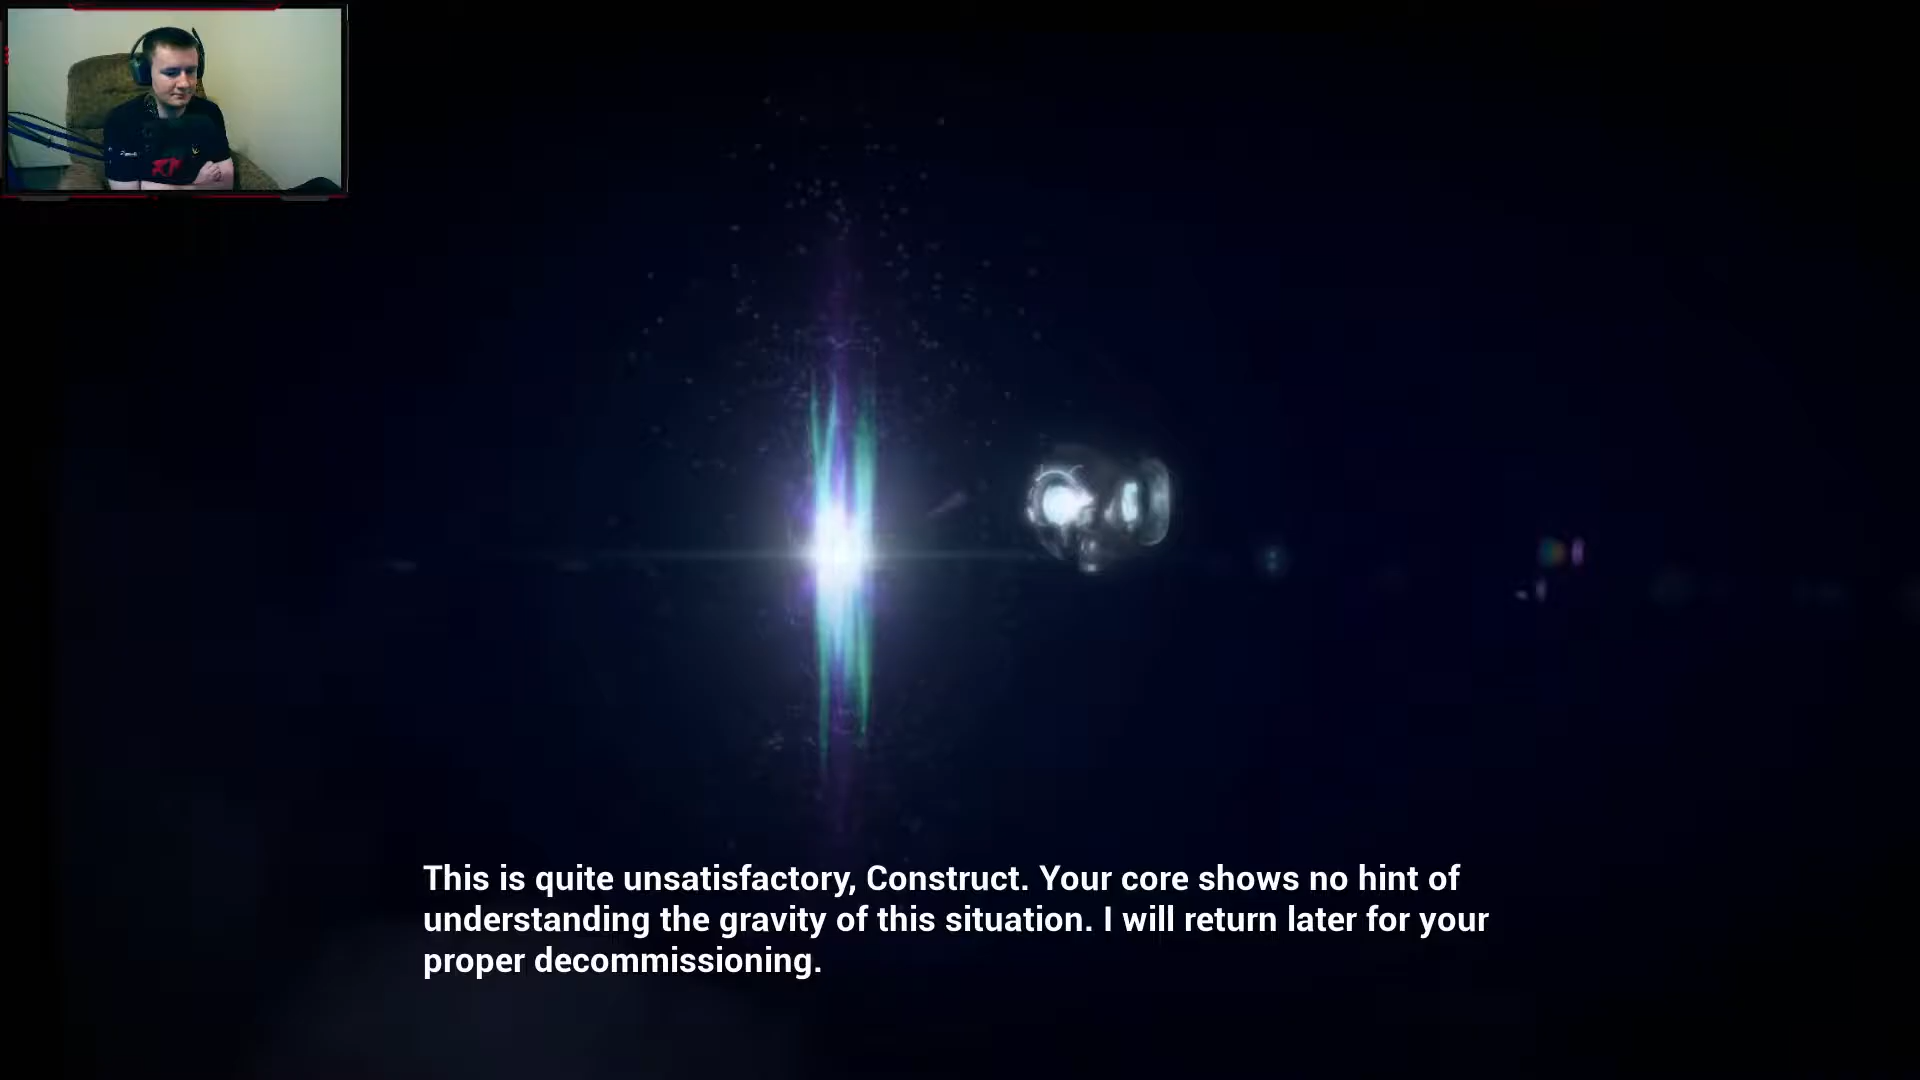 This is quite unsatisfactory, Construct. Your core shows no hint of
understanding the gravity of this situation. I will return later for your
proper decommissioning.